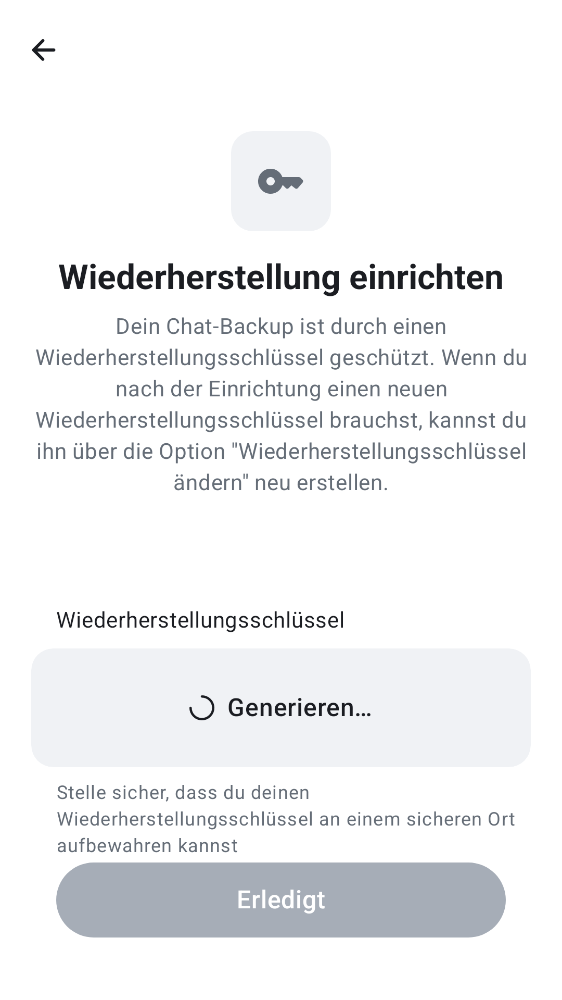 Wiederherstellung einrichten
Dein Chat-Backup ist durch einen
Wiederherstellungsschlüssel geschützt. Wenn du
nach der Einrichtung einen neuen
Wiederherstellungsschlüssel brauchst, kannst du
ihn über die Option "Wiederherstellungsschlüssel
ändern" neu erstellen.
Wiederherstellungsschlüssel
Generieren…
Stelle sicher, dass du deinen
Wiederherstellungsschlüssel an einem sicheren Ort
aufbewahren kannst
Erledigt